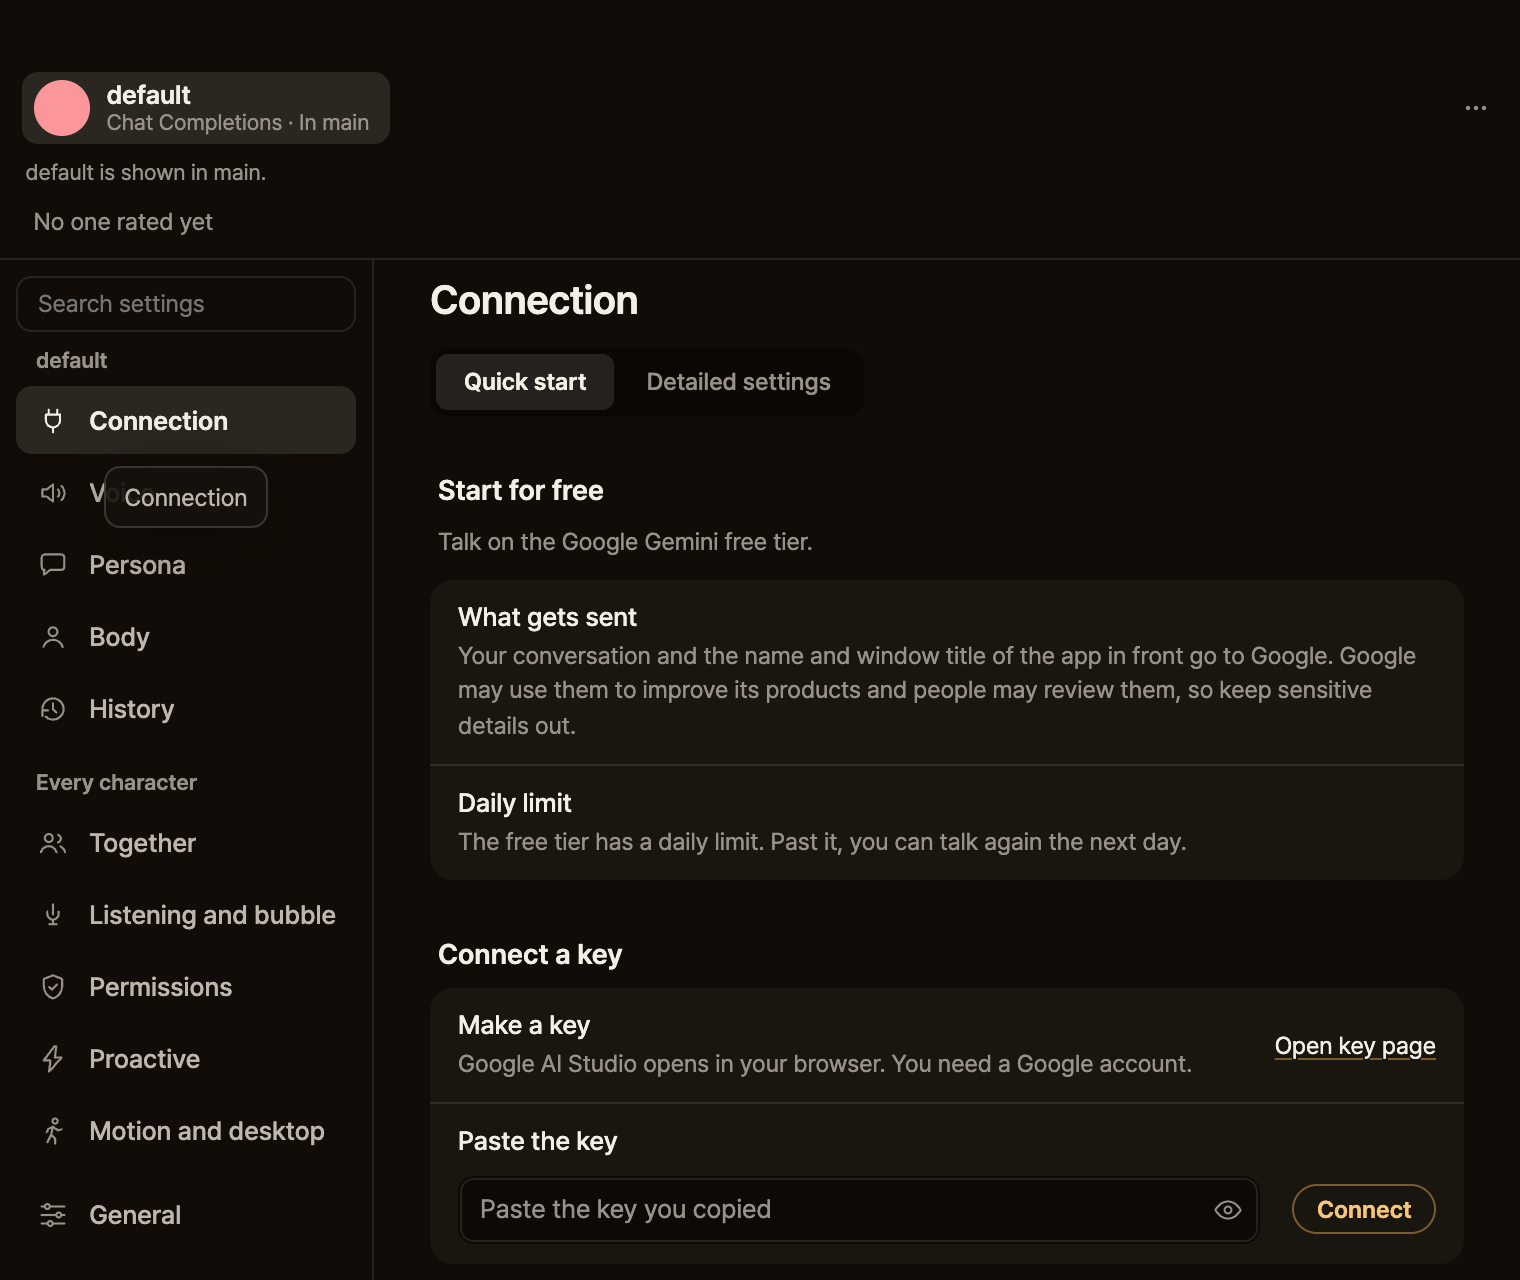 default
Chat Completions · In main
default is shown in main.
No one rated yet
Search settings
default
Connection
Voice
Connection
Persona
Body
History
Every character
Together
Listening and bubble
Permissions
Proactive
Motion and desktop
General
Connection
Quick start
Detailed settings
Start for free
Talk on the Google Gemini free tier.
What gets sent
Your conversation and the name and window title of the app in front go to Google. Google
may use them to improve its products and people may review them, so keep sensitive
details out.
Daily limit
The free tier has a daily limit. Past it, you can talk again the next day.
Connect a key
Make a key
Google AI Studio opens in your browser. You need a Google account.
Open key page
Paste the key
Paste the key you copied
Connect